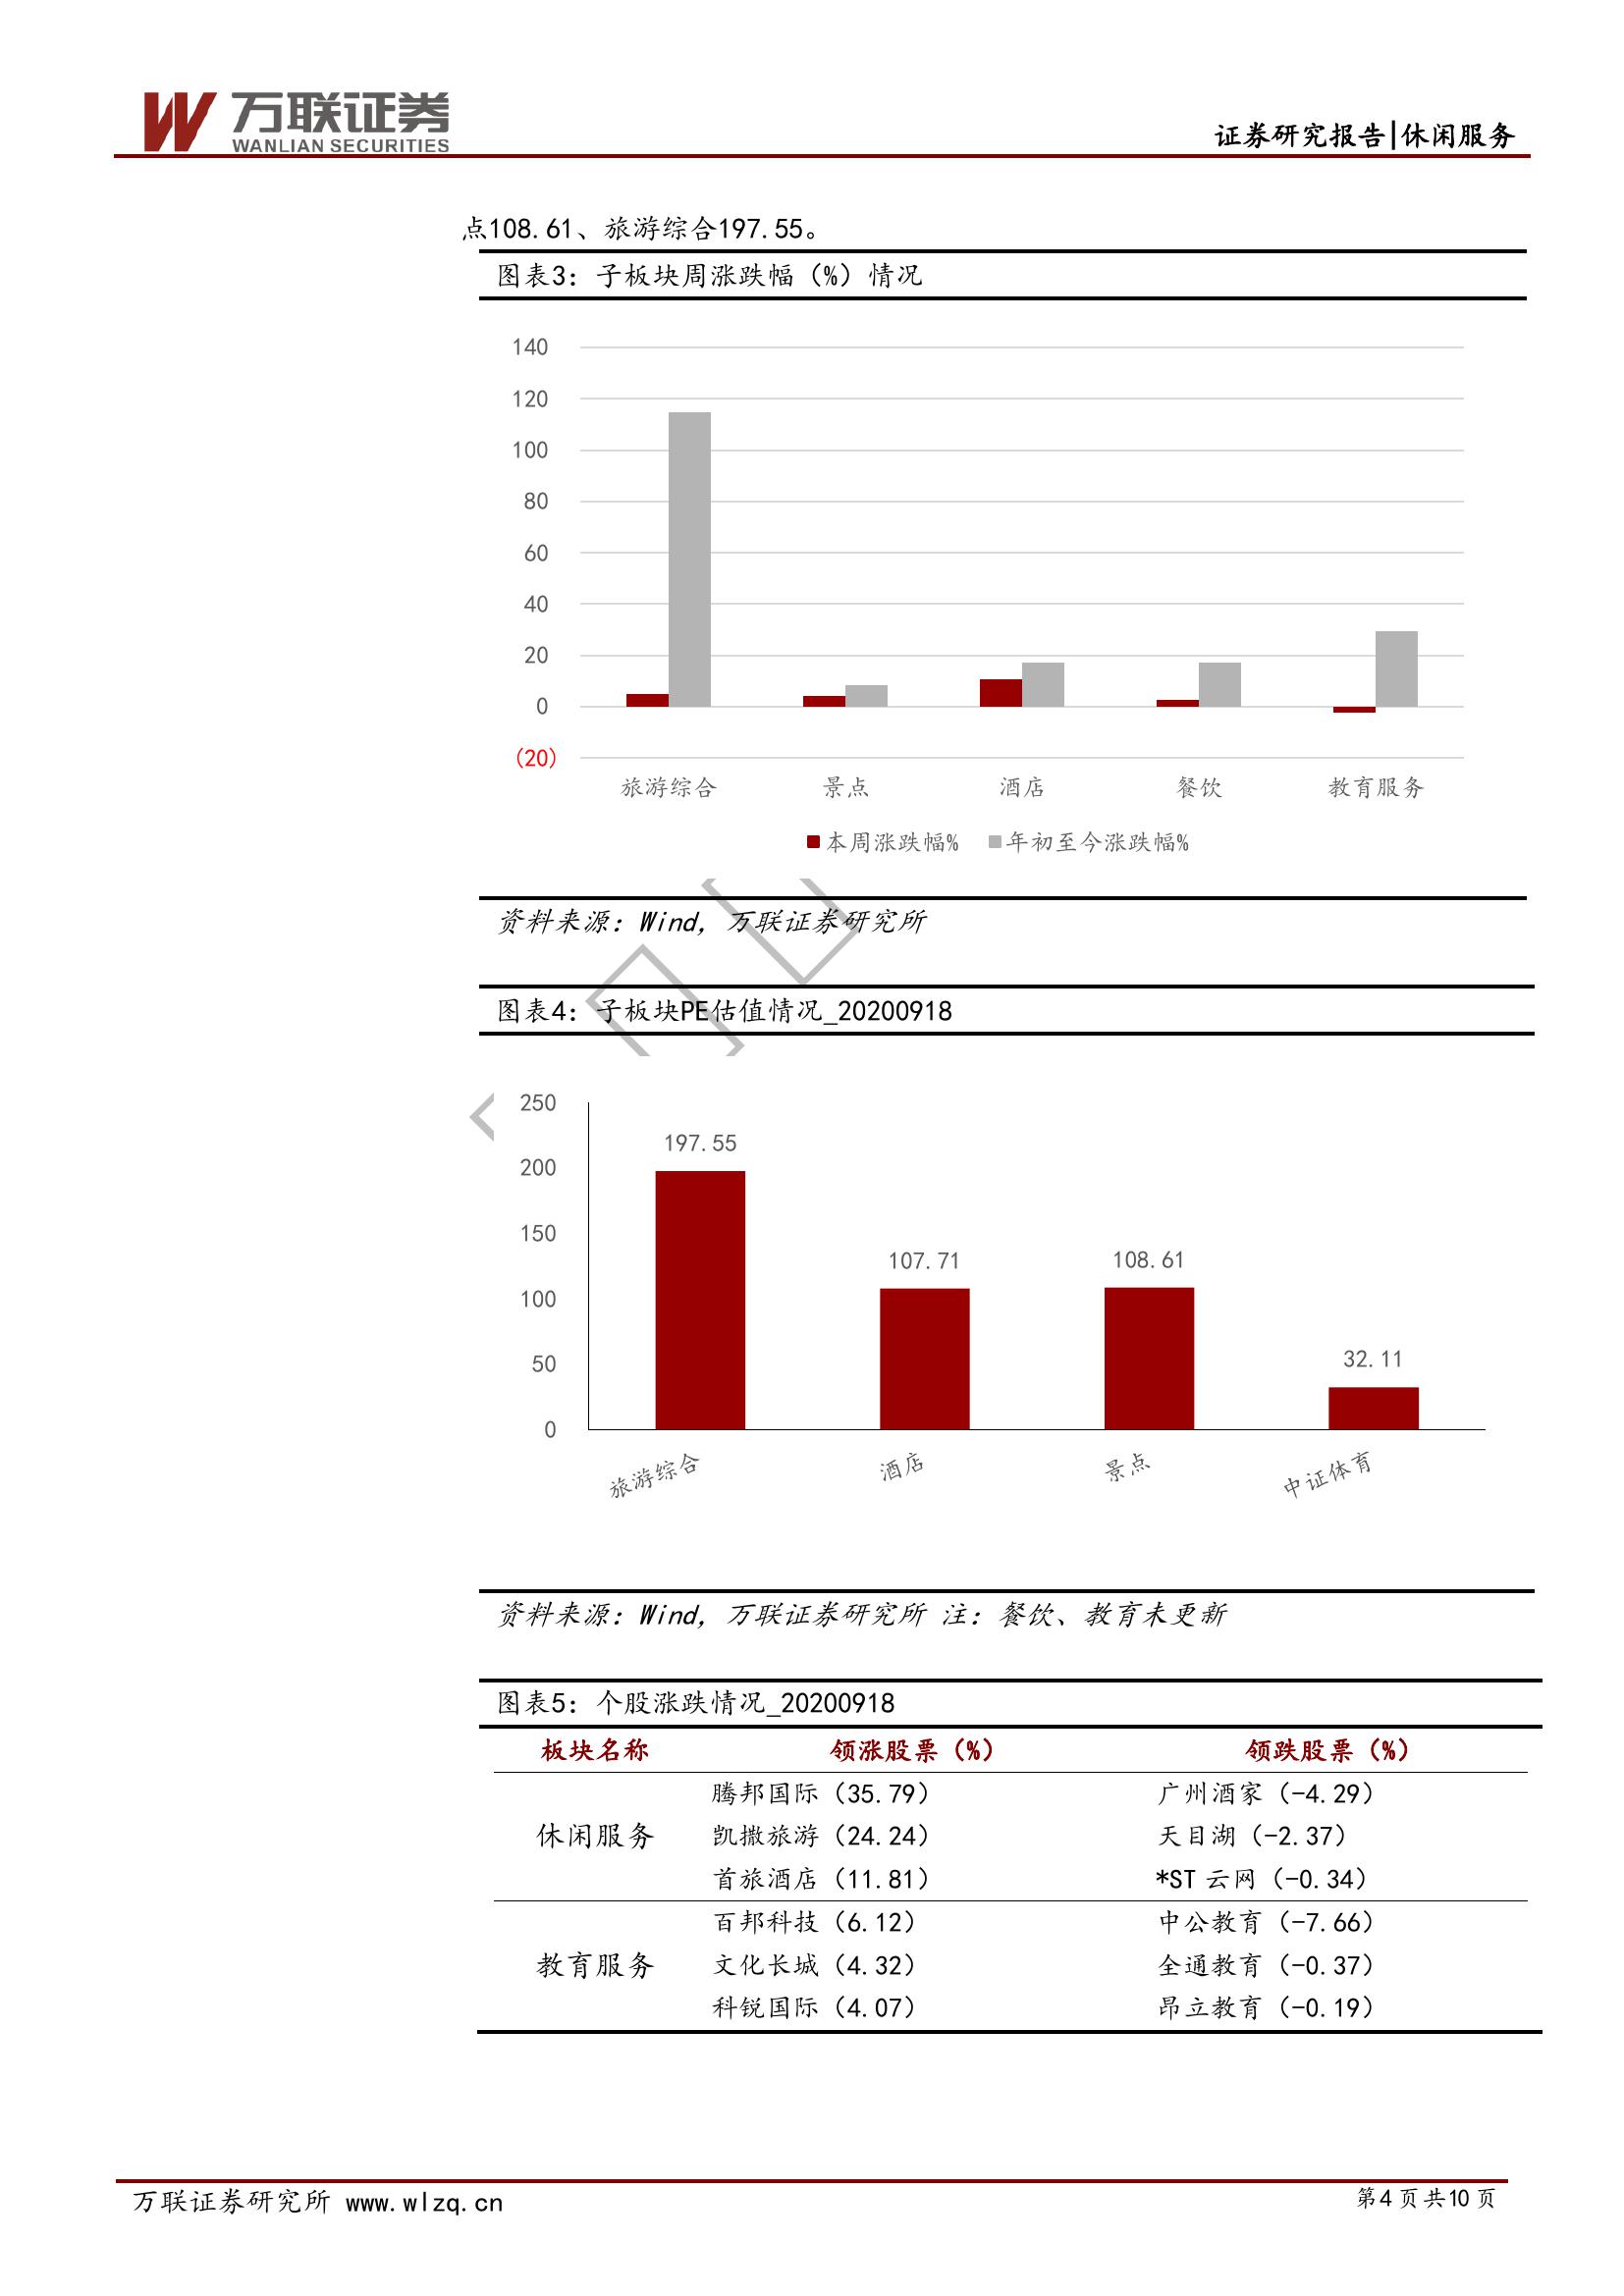 万联证券
WANLIAN SECURITIES
证券研究报告|休闲服务
点108.61、旅游综合197.55。
图表3：子板块周涨跌幅（%）情况
140
120
100
80
60
40
20
0
(20)
旅游综合 景点 酒店 餐饮 教育服务
本周涨跌幅% 年初至今涨跌幅%
资料来源：Wind，万联证券研究所
图表4：子板块PE估值情况_20200918
250
200
150
100
50
0
197.55
107.71
108.61
32.11
旅游综合 酒店 景点 中证体育
资料来源：Wind，万联证券研究所 注：餐饮、教育未更新
图表5：个股涨跌情况_20200918
板块名称 领涨股票（%） 领跌股票（%）
腾邦国际（35.79） 广州酒家（-4.29）
休闲服务 凯撒旅游（24.24） 天目湖（-2.37）
首旅酒店（11.81） *ST 云网（-0.34）
百邦科技（6.12） 中公教育（-7.66）
教育服务 文化长城（4.32） 全通教育（-0.37）
科锐国际（4.07） 昂立教育（-0.19）
万联证券研究所 www.wlzq.cn 第4页共10页